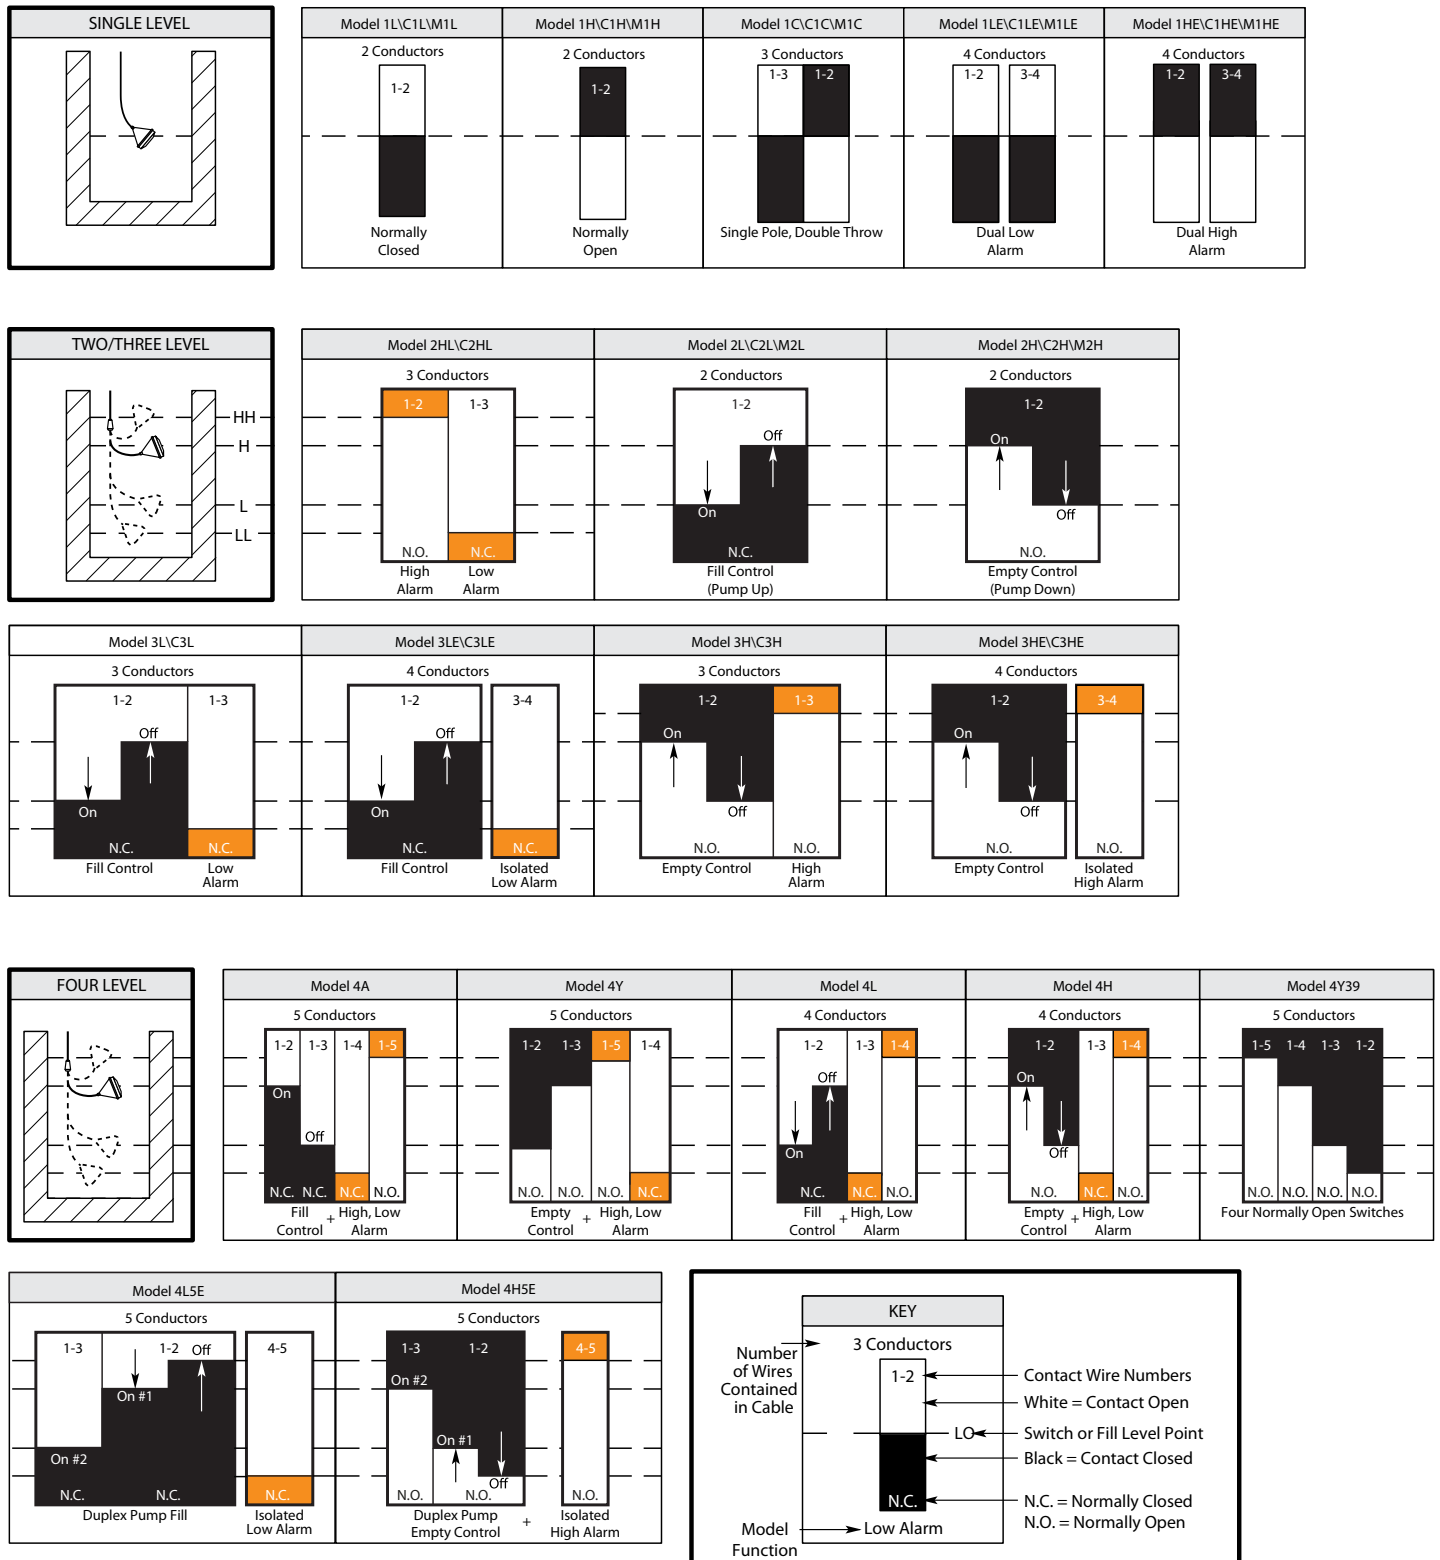 SINGLE LEVEL
Model 1L\C1L\M1L
2 Conductors
1-2
Normally
Closed
Model 1H\C1H\M1H
2 Conductors
1-2
Normally
Open
Model 1C\C1C\M1C
3 Conductors
1-3 1-2
Single Pole, Double Throw
Model 1LE\C1LE\M1LE
4 Conductors
1-2 3-4
Dual Low
Alarm
Model 1HE\C1HE\M1HE
4 Conductors
1-2 3-4
Dual High
Alarm
TWO/THREE LEVEL
HH
H
L
LL
Model 2HL\C2HL
3 Conductors
1-2 1-3
N.O. N.C.
High Low
Alarm Alarm
Model 2L\C2L\M2L
2 Conductors
1-2
Off
On
N.C.
Fill Control
(Pump Up)
Model 2H\C2H\M2H
2 Conductors
1-2
On
Off
N.O.
Empty Control
(Pump Down)
Model 3L\C3L
3 Conductors
1-2 1-3
Off
On
N.C. N.C.
Fill Control Low
Alarm
Model 3LE\C3LE
4 Conductors
1-2 3-4
Off
On
N.C. N.C.
Fill Control Isolated
Low Alarm
Model 3H\C3H
3 Conductors
1-2 1-3
On
Off
N.O. N.O.
Empty Control High
Alarm
Model 3HE\C3HE
4 Conductors
1-2 3-4
On
Off
N.O. N.O.
Empty Control Isolated
High Alarm
FOUR LEVEL
Model 4A
5 Conductors
1-2 1-3 1-4 1-5
On
Off
N.C. N.C. N.C. N.O.
Fill + High, Low
Control Alarm
Model 4Y
5 Conductors
1-2 1-3 1-5 1-4
N.O. N.O. N.O. N.C.
Empty + High, Low
Control Alarm
Model 4L
4 Conductors
1-2 1-3 1-4
Off
On
N.C. N.C. N.O.
Fill + High, Low
Control Alarm
Model 4H
4 Conductors
1-2 1-3 1-4
On
Off
N.O. N.C. N.O.
Empty + High, Low
Control Alarm
Model 4Y39
5 Conductors
1-5 1-4 1-3 1-2
N.O. N.O. N.O. N.O.
Four Normally Open Switches
Model 4L5E
5 Conductors
1-3 1-2 Off 4-5
On #1
On #2
N.C. N.C. N.C.
Duplex Pump Fill Isolated
Low Alarm
Model 4H5E
5 Conductors
1-3 1-2 4-5
On #2
On #1
Off
N.O. N.O. N.O.
Duplex Pump + Isolated
Empty Control High Alarm
KEY
3 Conductors
Number
of Wires
Contained
in Cable
1-2
Contact Wire Numbers
White = Contact Open
LO
Switch or Fill Level Point
Black = Contact Closed
N.C.
N.C. = Normally Closed
N.O. = Normally Open
Model
Function
Low Alarm